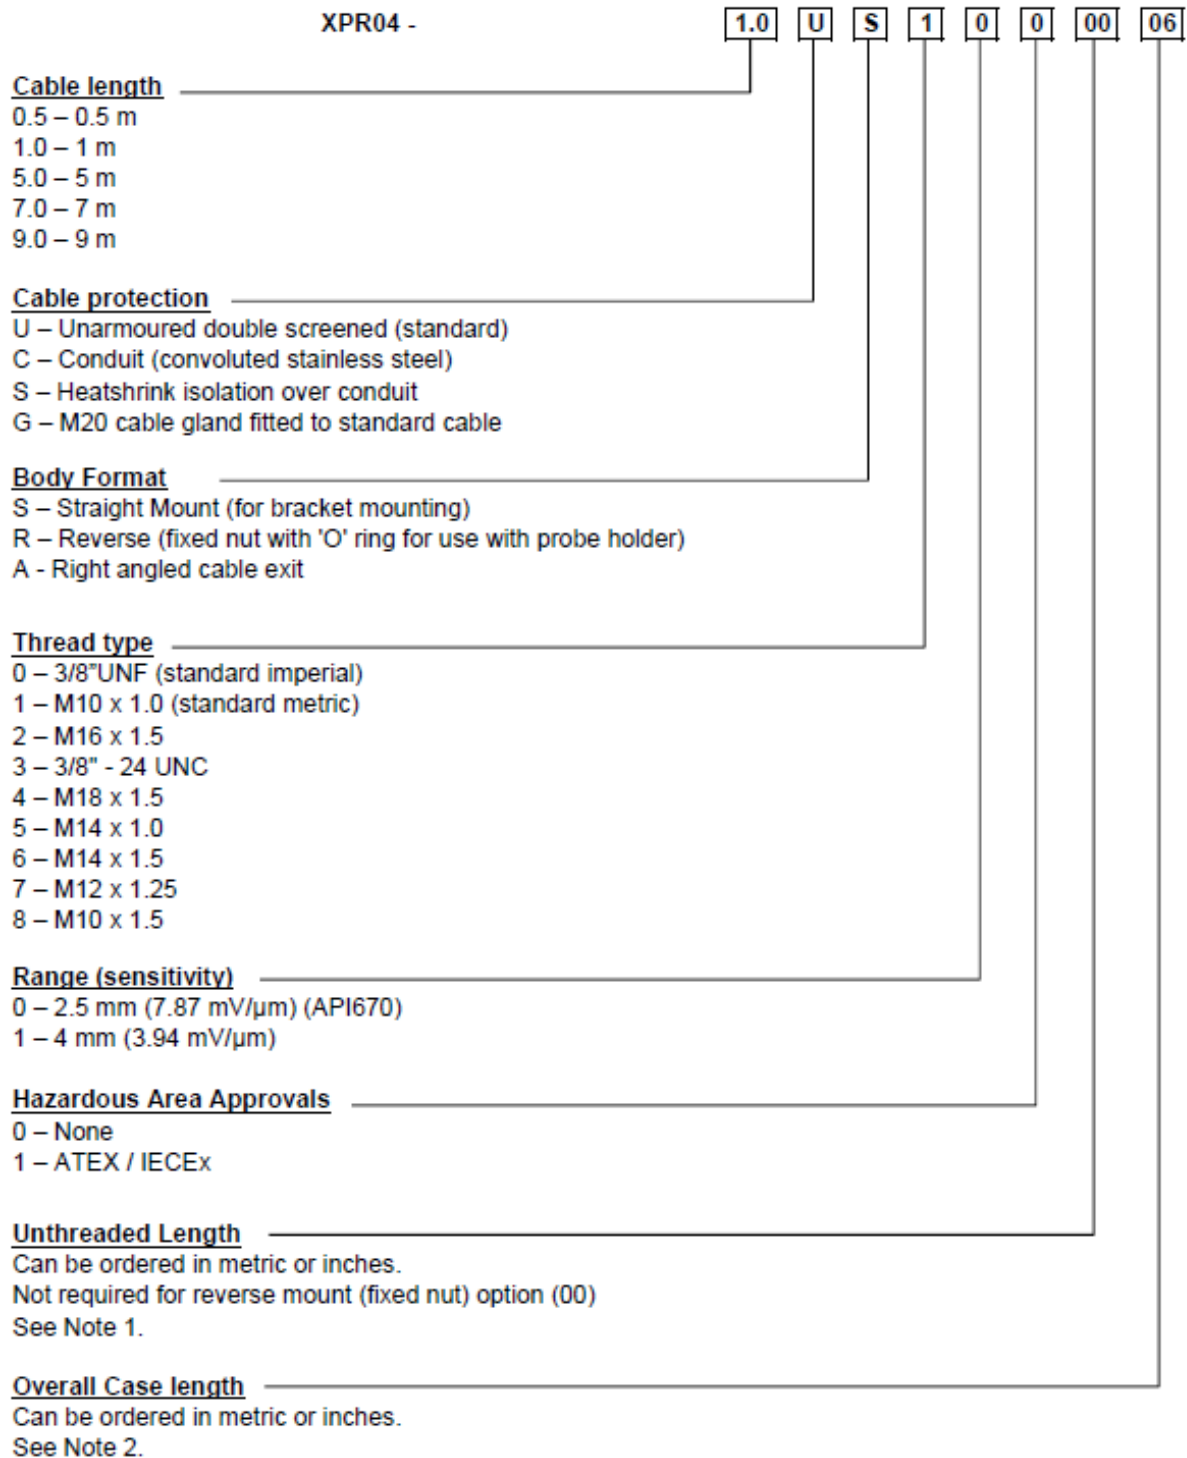 XPR04 - 1.0 U S 1 0 0 00 06
Cable length
0.5 – 0.5 m
1.0 – 1 m
5.0 – 5 m
7.0 – 7 m
9.0 – 9 m
Cable protection
U – Unarmoured double screened (standard)
C – Conduit (convoluted stainless steel)
S – Heatshrink isolation over conduit
G – M20 cable gland fitted to standard cable
Body Format
S – Straight Mount (for bracket mounting)
R – Reverse (fixed nut with 'O' ring for use with probe holder)
A - Right angled cable exit
Thread type
0 – 3/8”UNF (standard imperial)
1 – M10 x 1.0 (standard metric)
2 – M16 x 1.5
3 – 3/8" - 24 UNC
4 – M18 x 1.5
5 – M14 x 1.0
6 – M14 x 1.5
7 – M12 x 1.25
8 – M10 x 1.5
Range (sensitivity)
0 – 2.5 mm (7.87 mV/µm) (API670)
1 – 4 mm (3.94 mV/µm)
Hazardous Area Approvals
0 – None
1 – ATEX / IECEx
Unthreaded Length
Can be ordered in metric or inches.
Not required for reverse mount (fixed nut) option (00)
See Note 1.
Overall Case length
Can be ordered in metric or inches.
See Note 2.